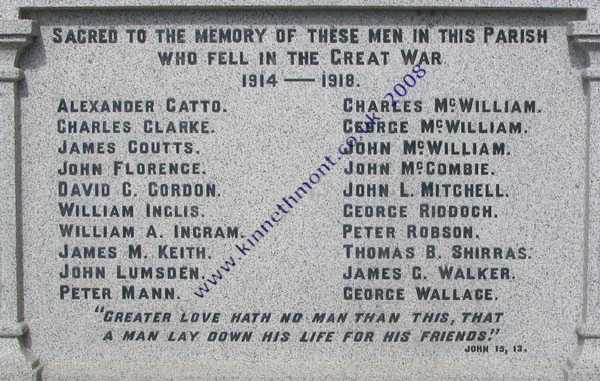 SACRED TO THE MEMORY OF THESE MEN IN THIS PARISH
WHO FELL IN THE GREAT WAR
1914 — 1918.
ALEXANDER CATTO.
CHARLES CLARKE.
JAMES COUTTS.
JOHN FLORENCE.
DAVID G. GORDON.
WILLIAM INGLIS.
WILLIAM A. INGRAM.
JAMES M. KEITH.
JOHN LUMSDEN.
PETER MANN.
CHARLES McWILLIAM.
GEORGE McWILLIAM.
JOHN McWILLIAM.
JOHN McCOMBIE.
JOHN L. MITCHELL.
GEORGE RIDDOCH.
PETER ROBSON.
THOMAS B. SHIRRAS.
JAMES G. WALKER.
GEORGE WALLACE.
"GREATER LOVE HATH NO MAN THAN THIS, THAT
A MAN LAY DOWN HIS LIFE FOR HIS FRIENDS."
JOHN 15, 13.
www.kinnethmont.co.uk 2008